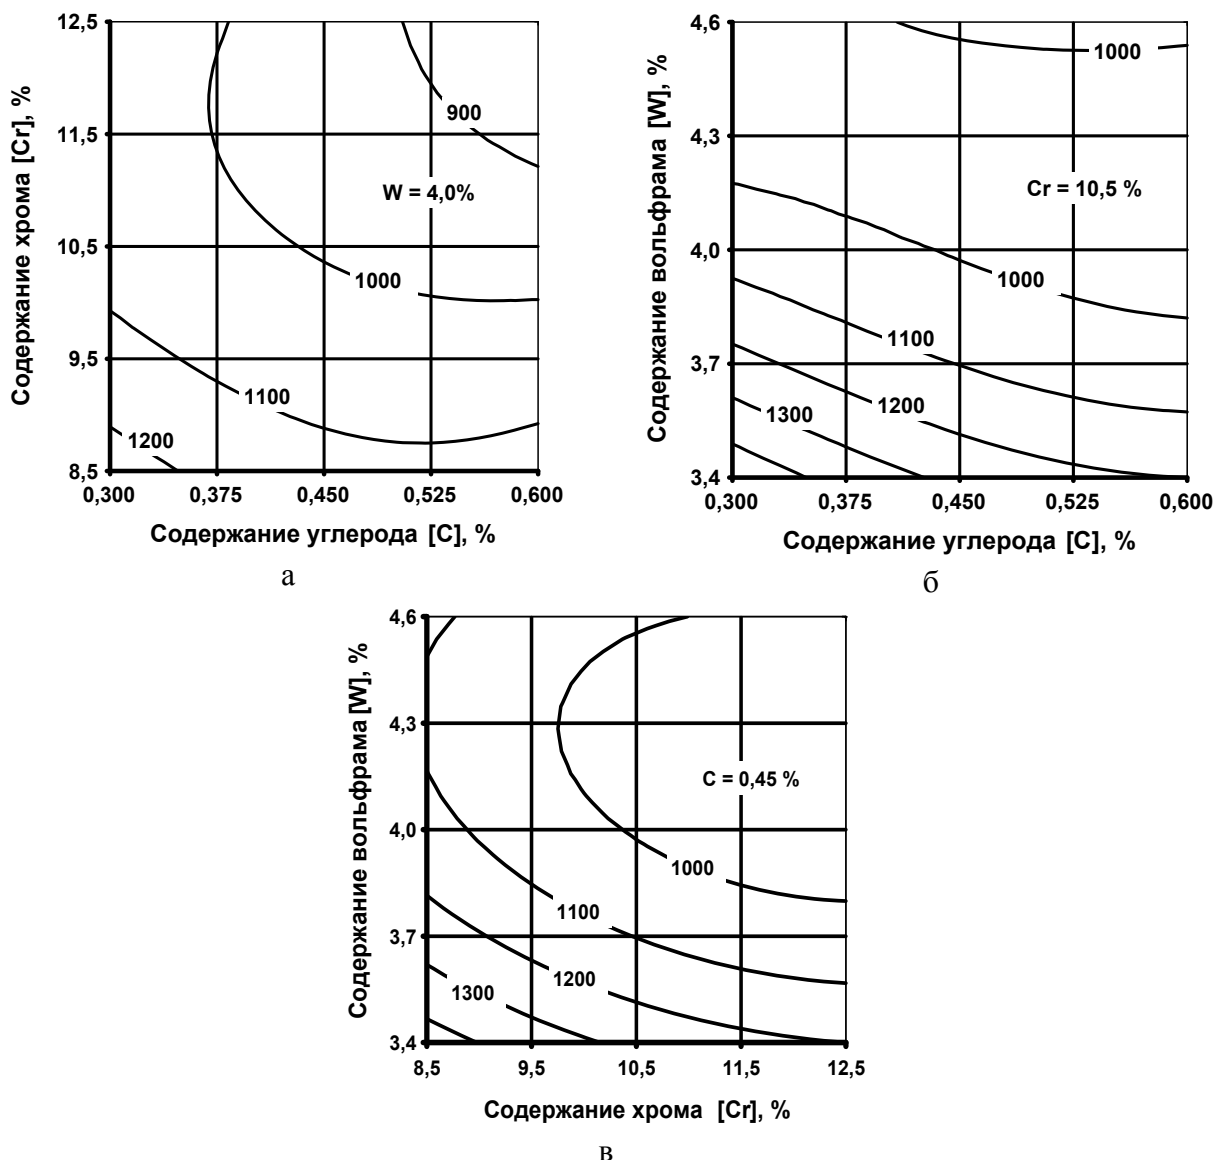 12,5
11,5
10,5
9,5
8,5
Содержание хрома [Cr], %
900
W = 4,0%
1000
1100
1200
0,300 0,375 0,450 0,525 0,600
Содержание углерода [C], %
а
4,6
4,3
4,0
3,7
3,4
Содержание вольфрама [W], %
1000
Cr = 10,5 %
1000
1100
1200
1300
0,300 0,375 0,450 0,525 0,600
Содержание углерода [C], %
б
4,6
4,3
4,0
3,7
3,4
Содержание вольфрама [W], %
C = 0,45 %
1000
1100
1200
1300
8,5 9,5 10,5 11,5 12,5
Содержание хрома [Cr], %
в